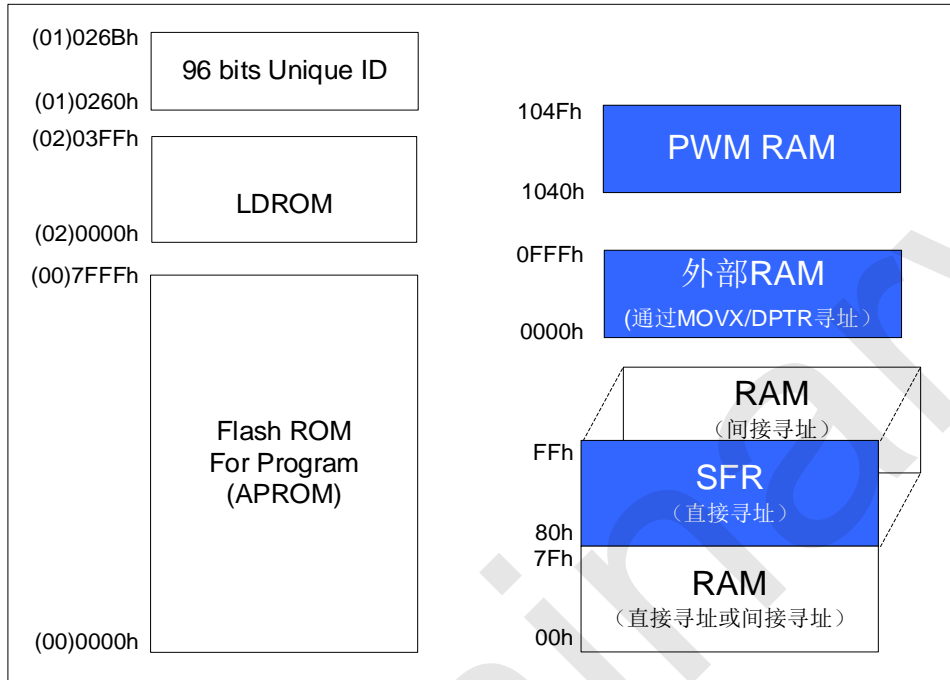 (01)026Bh
96 bits Unique ID
(01)0260h
(02)03FFh
LDROM
(02)0000h
(00)7FFFh
Flash ROM
For Program
(APROM)
(00)0000h
104Fh
PWM RAM
1040h
0FFFh
外部RAM
(通过MOVX/DPTR寻址）
0000h
RAM
（间接寻址）
FFh
SFR
（直接寻址）
80h
7Fh
RAM
（直接寻址或间接寻址）
00h